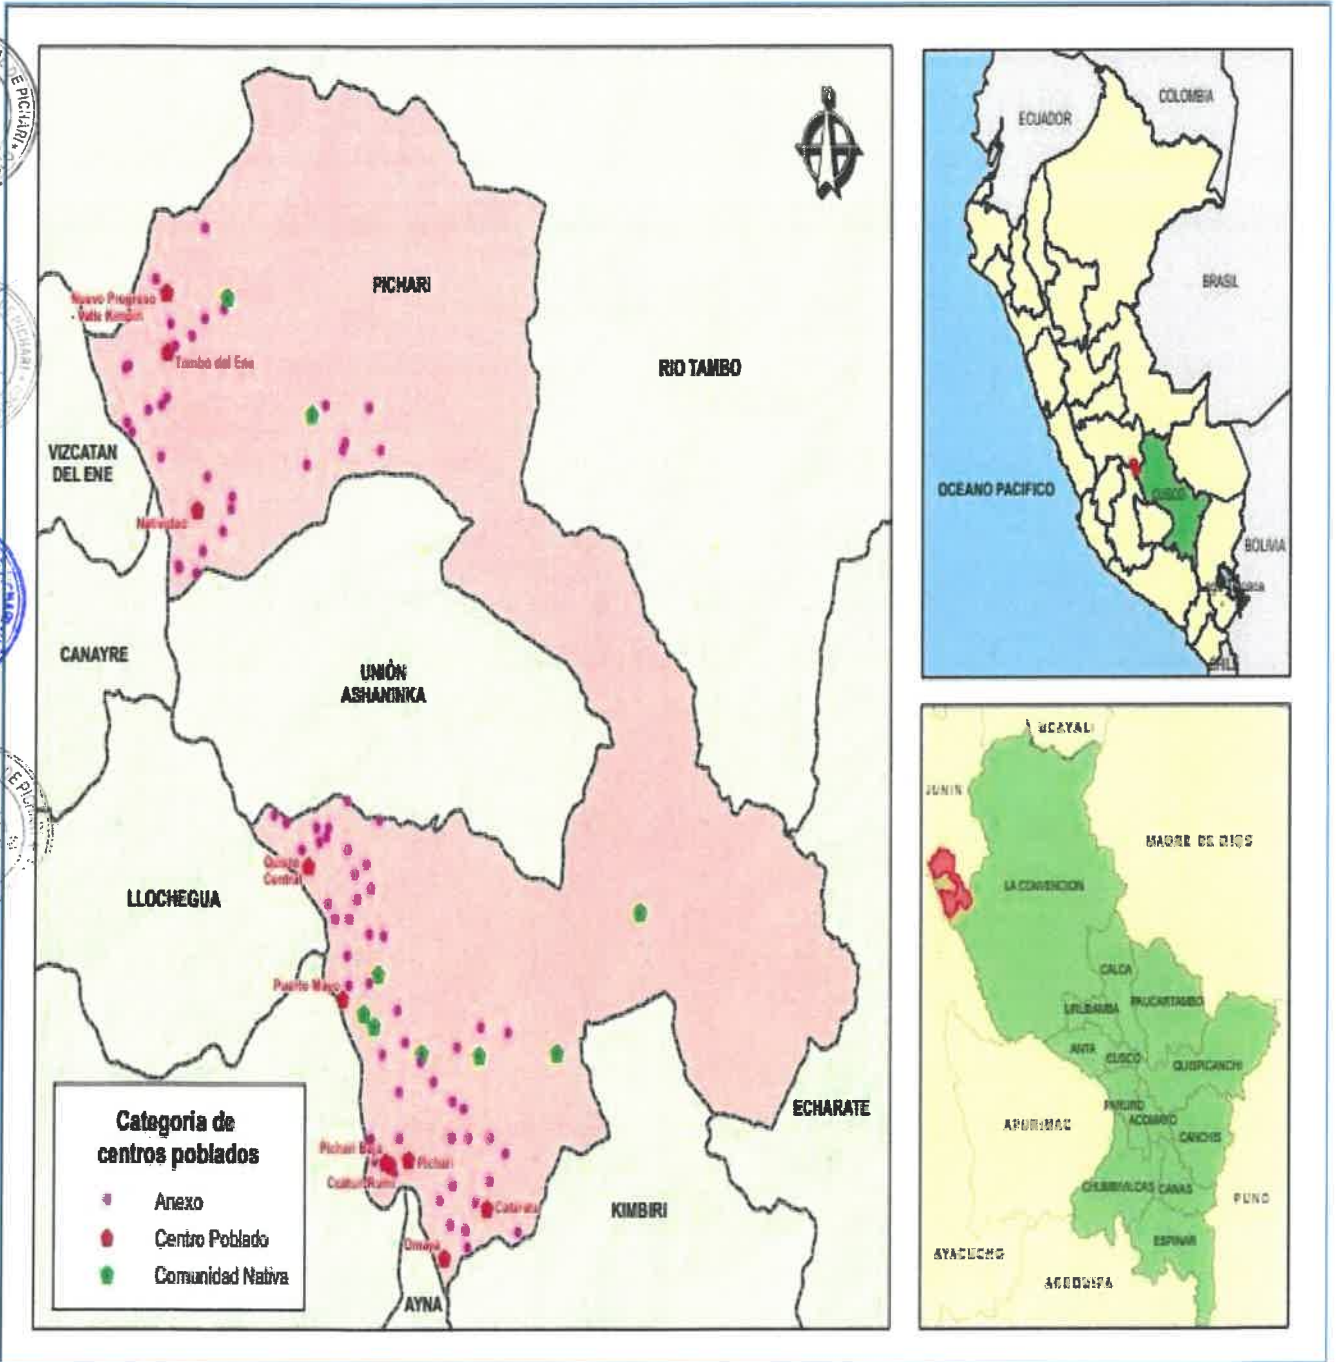 DE PICHARI
PICHARI
PICHARI
Nuevo Progreso
Valle Kimpiri
Tambo del Ene
RIO TAMBO
VIZCATAN
DEL ENE
Natividad
CANAYRE
UNIÓN
ASHANINKA
Quisto
Central
LLOCHEGUA
Puerto Mayo
ECHARATE
Pichari Baja
Pichari
Catarata
Omaya
KIMBIRI
AYNA
Categoria de
centros poblados
Anexo
Centro Poblado
Comunidad Nativa
COLOMBIA
ECUADOR
BRASIL
OCEANO PACIFICO
CUSCO
BOLIVIA
UCAYALI
JUNIN
MADRE DE DIOS
LA CONVENCION
CALCA
URUBAMBA
PAUCARTAMBO
ANTA
CUSCO
QUISPICANCHI
PARURO
ACOMAYO
APURIMAC
CANCHIS
CHUMBIVILCAS
CANAS
PUNO
ESPINAR
AYACUCHO
AREQUIPA